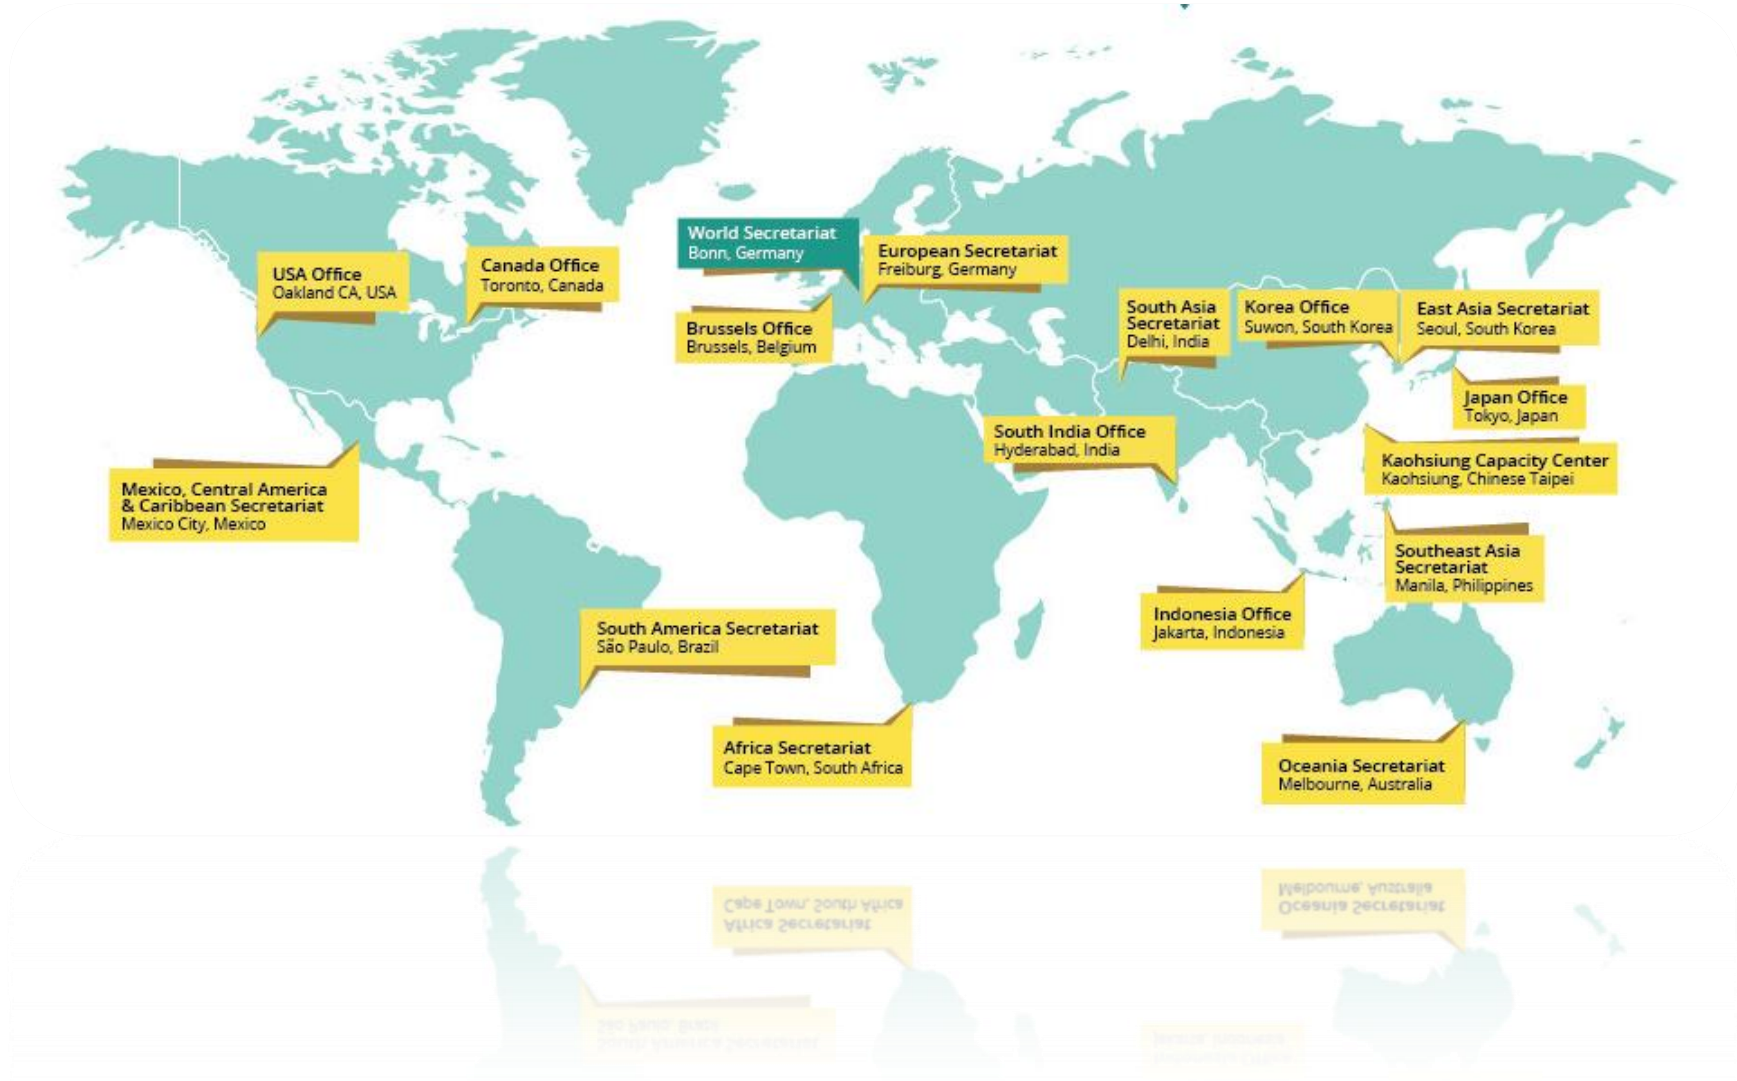 World Secretariat
Bonn, Germany
European Secretariat
Freiburg, Germany
USA Office
Oakland CA, USA
Canada Office
Toronto, Canada
Brussels Office
Brussels, Belgium
South Asia
Secretariat
Delhi, India
Korea Office
Suwon, South Korea
East Asia Secretariat
Seoul, South Korea
Japan Office
Tokyo, Japan
South India Office
Hyderabad, India
Kaohsiung Capacity Center
Kaohsiung, Chinese Taipei
Mexico, Central America
& Caribbean Secretariat
Mexico City, Mexico
Southeast Asia
Secretariat
Manila, Philippines
Indonesia Office
Jakarta, Indonesia
South America Secretariat
São Paulo, Brazil
Africa Secretariat
Cape Town, South Africa
Oceania Secretariat
Melbourne, Australia